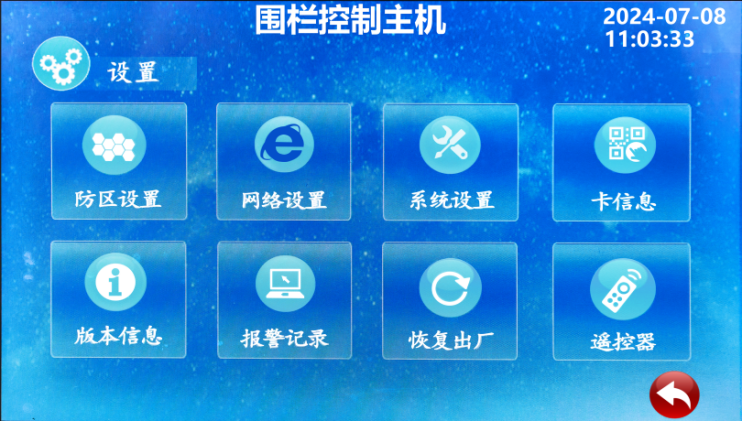 围栏控制主机
2024-07-08
11:03:33
设置
防区设置
网络设置
系统设置
卡信息
版本信息
报警记录
恢复出厂
遥控器